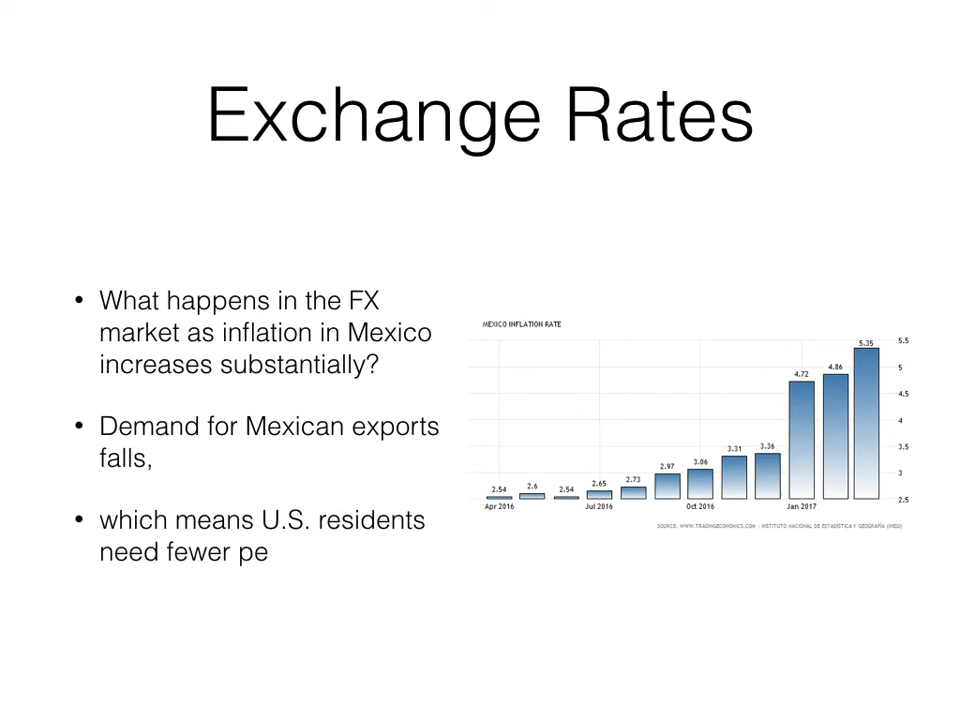 Exchange Rates
• What happens in the FX
market as inflation in Mexico
increases substantially?
• Demand for Mexican exports
falls,
• which means U.S. residents
need fewer pe
MEXICO INFLATION RATE
2.54
2.6
2.54
2.65
2.73
2.97
3.06
3.31
3.36
4.72
4.86
5.35
5.5
5
4.5
4
3.5
3
2.5
Apr 2016
Jul 2016
Oct 2016
Jan 2017
SOURCE: WWW.TRADINGECONOMICS.COM | INSTITUTO NACIONAL DE ESTADÍSTICA Y GEOGRAFÍA (INEGI)